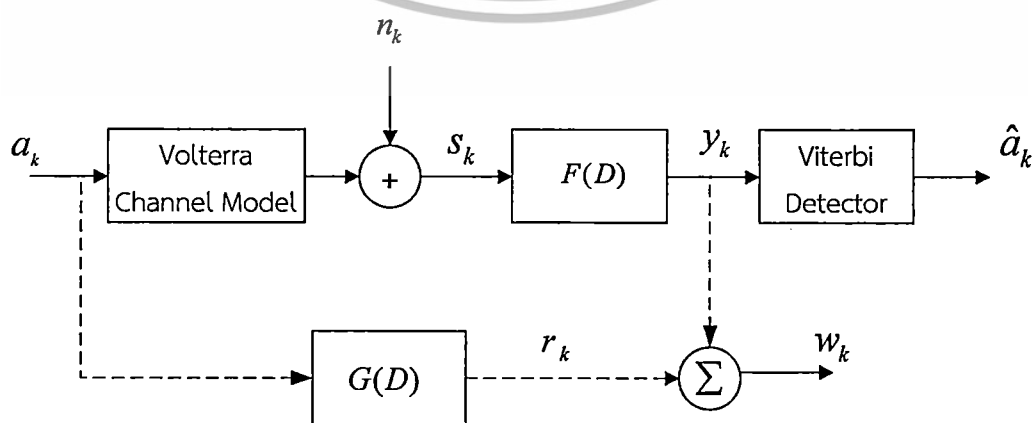 n_k
a_k
Volterra
Channel Model
+
s_k
F(D)
y_k
Viterbi
Detector
â_k
G(D)
r_k
Σ
w_k